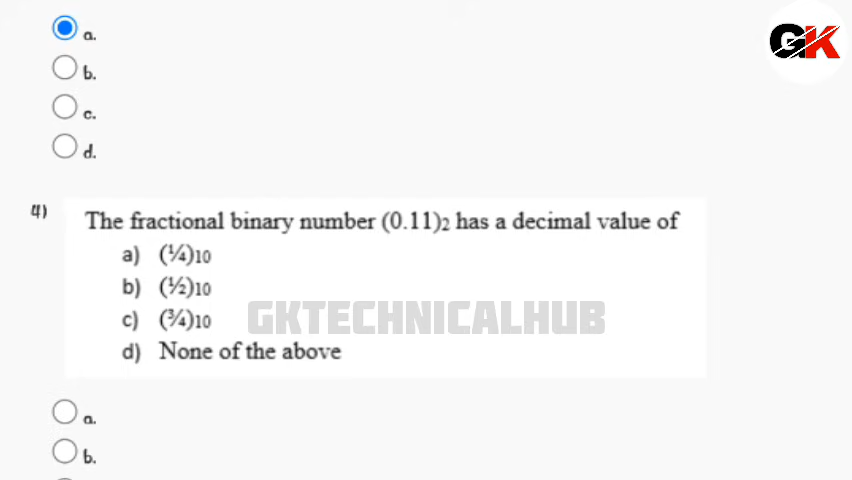 GK
a.
b.
c.
d.
4)
The fractional binary number (0.11)2 has a decimal value of
a) (¼)10
b) (½)10
c) (¾)10
GKTECHNICALHUB
d) None of the above
a.
b.